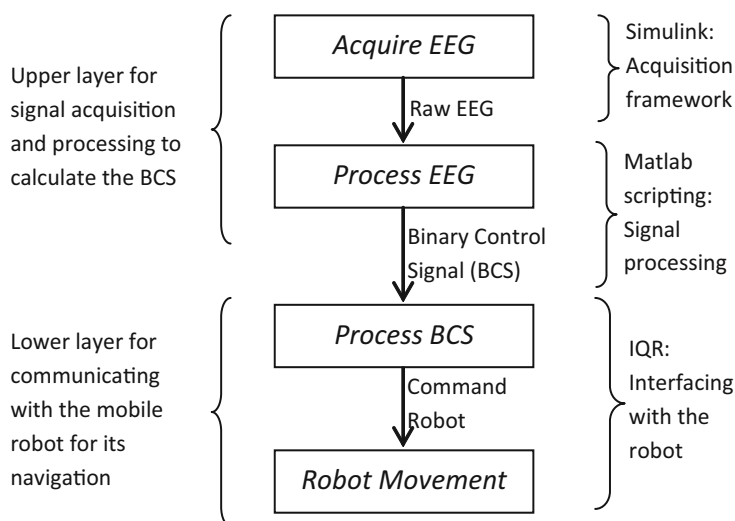 Acquire EEG
Simulink:
Acquisition
framework
Upper layer for
signal acquisition
and processing to
calculate the BCS
Raw EEG
Process EEG
Matlab
scripting:
Signal
processing
Binary Control
Signal (BCS)
Process BCS
Lower layer for
communicating
with the mobile
robot for its
navigation
Command
Robot
IQR:
Interfacing
with the
robot
Robot Movement